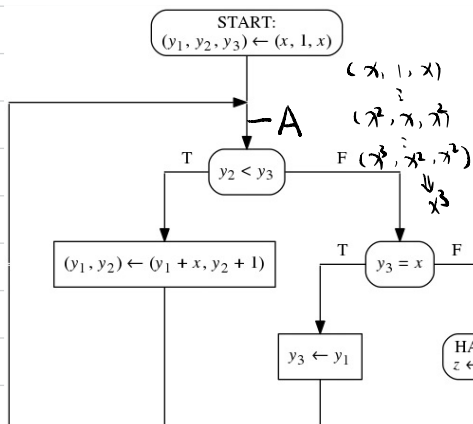 START:
(y₁, y₂, y₃) ← (x, 1, x)
(x, 1, x)
A
(x², x, x²)
T
y₂ < y₃
F
(x³, x², x²)
x³
(y₁, y₂) ← (y₁ + x, y₂ + 1)
T
y₃ = x
F
y₃ ← y₁
z ←